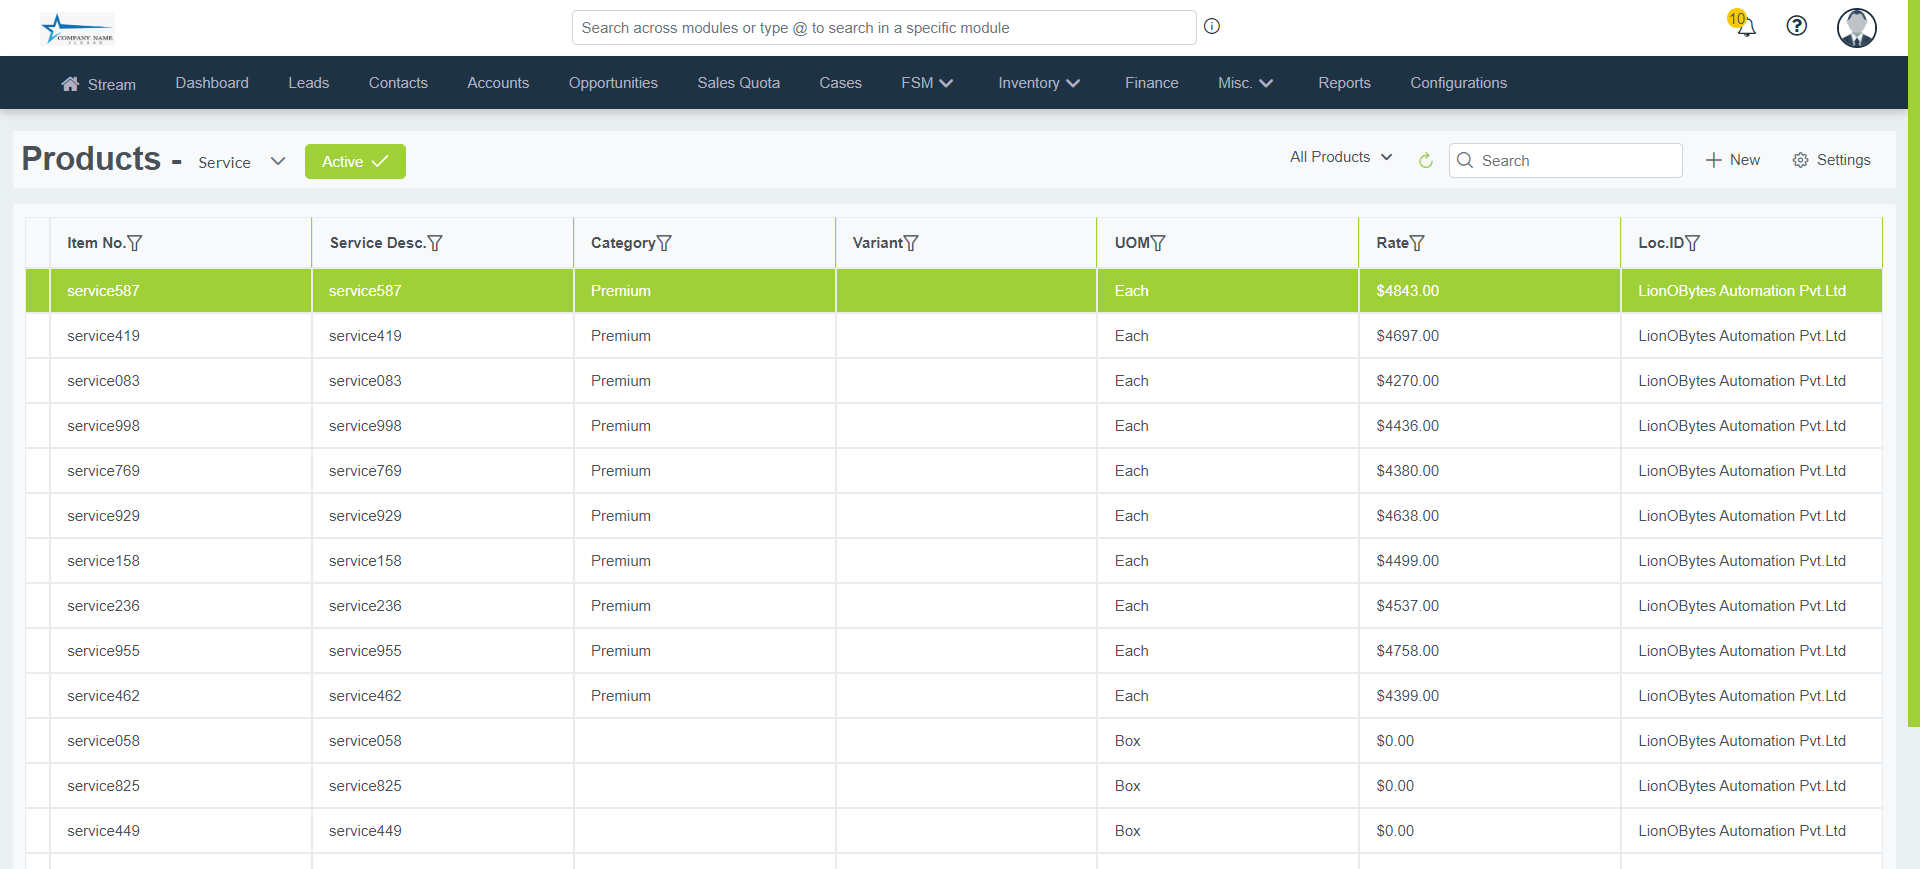 COMPANY NAME
Search across modules or type @ to search in a specific module
10
Stream Dashboard Leads Contacts Accounts Opportunities Sales Quota Cases FSM Inventory Finance Misc. Reports Configurations
Products - Service Active All Products Search New Settings
Item No. Service Desc. Category Variant UOM Rate Loc.ID
service587 service587 Premium Each $4843.00 LionOBytes Automation Pvt.Ltd
service419 service419 Premium Each $4697.00 LionOBytes Automation Pvt.Ltd
service083 service083 Premium Each $4270.00 LionOBytes Automation Pvt.Ltd
service998 service998 Premium Each $4436.00 LionOBytes Automation Pvt.Ltd
service769 service769 Premium Each $4380.00 LionOBytes Automation Pvt.Ltd
service929 service929 Premium Each $4638.00 LionOBytes Automation Pvt.Ltd
service158 service158 Premium Each $4499.00 LionOBytes Automation Pvt.Ltd
service236 service236 Premium Each $4537.00 LionOBytes Automation Pvt.Ltd
service955 service955 Premium Each $4758.00 LionOBytes Automation Pvt.Ltd
service462 service462 Premium Each $4399.00 LionOBytes Automation Pvt.Ltd
service058 service058 Box $0.00 LionOBytes Automation Pvt.Ltd
service825 service825 Box $0.00 LionOBytes Automation Pvt.Ltd
service449 service449 Box $0.00 LionOBytes Automation Pvt.Ltd